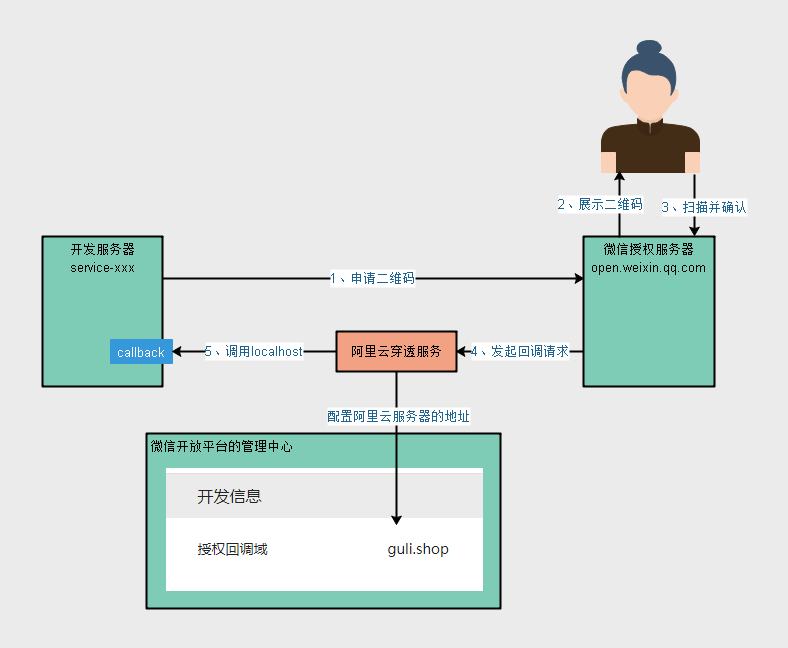 2、展示二维码
3、扫描并确认
开发服务器
service-xxx
微信授权服务器
open.weixin.qq.com
1、申请二维码
callback
5、调用localhost
阿里云穿透服务
4、发起回调请求
配置阿里云服务器的地址
微信开放平台的管理中心
开发信息
授权回调域
guli.shop